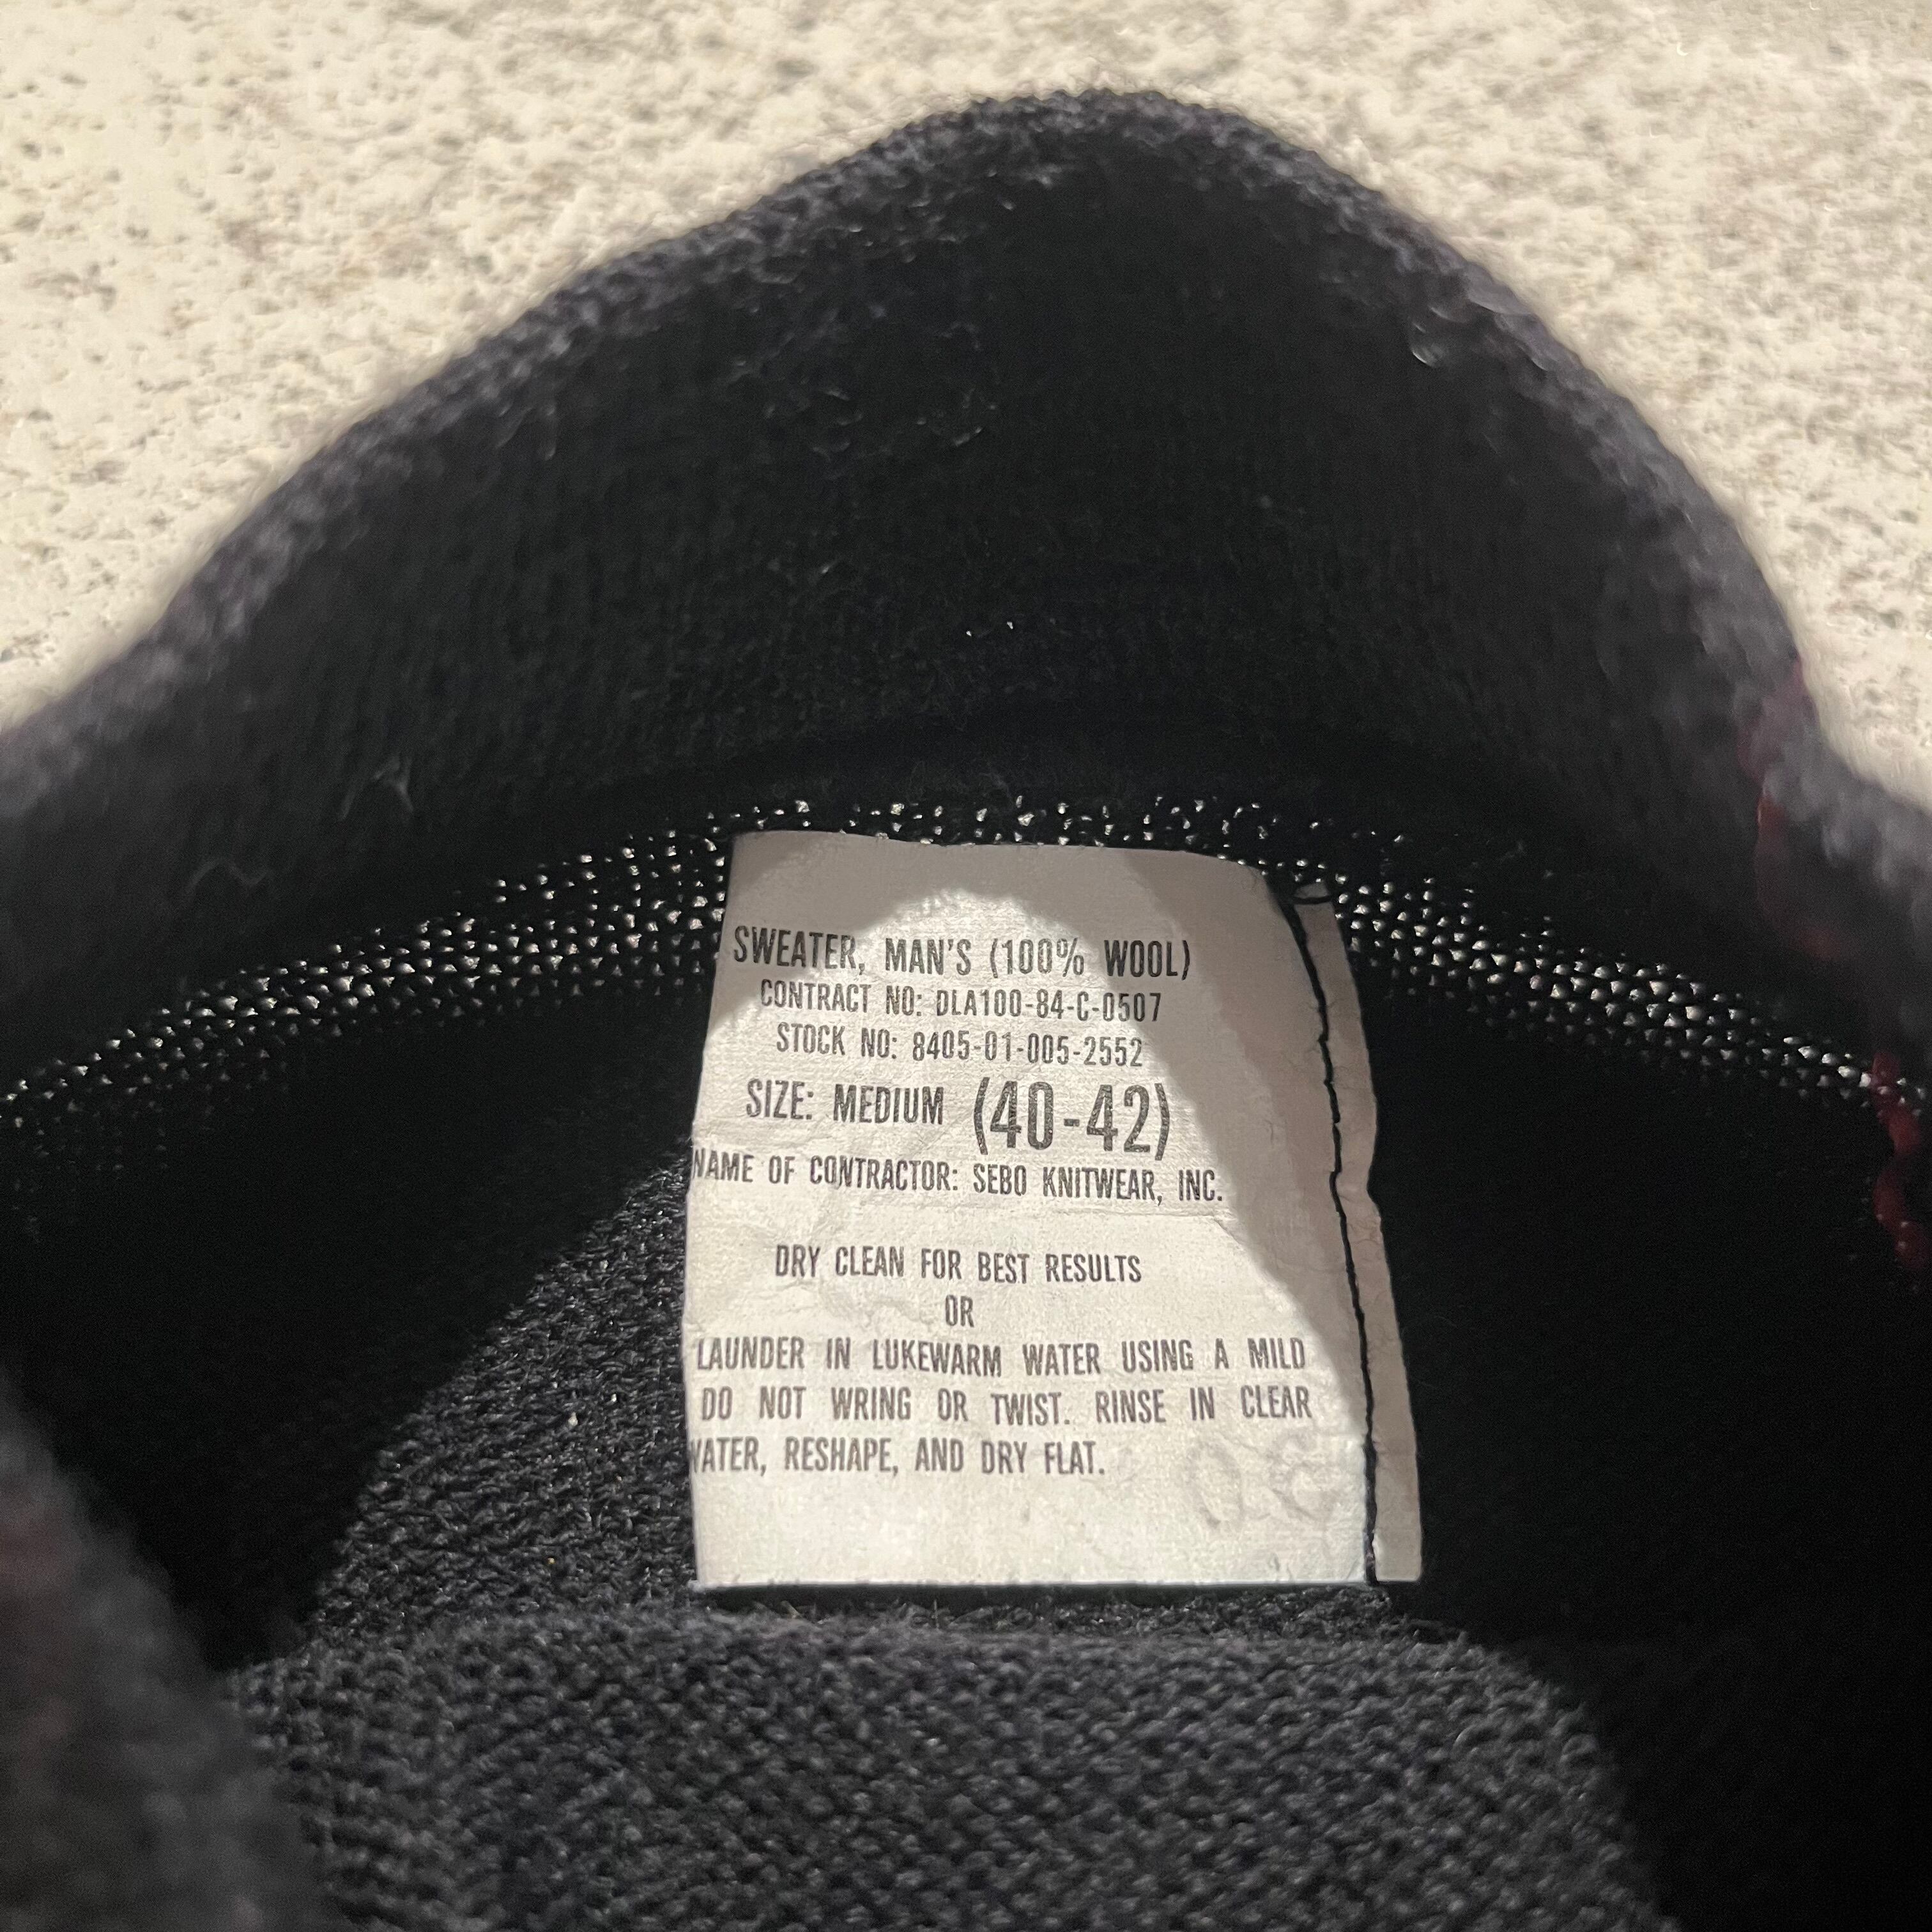 SWEATER, MAN'S (100% WOOL)
CONTRACT NO: DLA100-84-C-0507
STOCK NO: 8405-01-005-2552
SIZE: MEDIUM (40-42)
NAME OF CONTRACTOR: SEBO KNITWEAR, INC.
DRY CLEAN FOR BEST RESULTS
OR
LAUNDER IN LUKEWARM WATER USING A MILD
DO NOT WRING OR TWIST. RINSE IN CLEAR
WATER, RESHAPE, AND DRY FLAT.